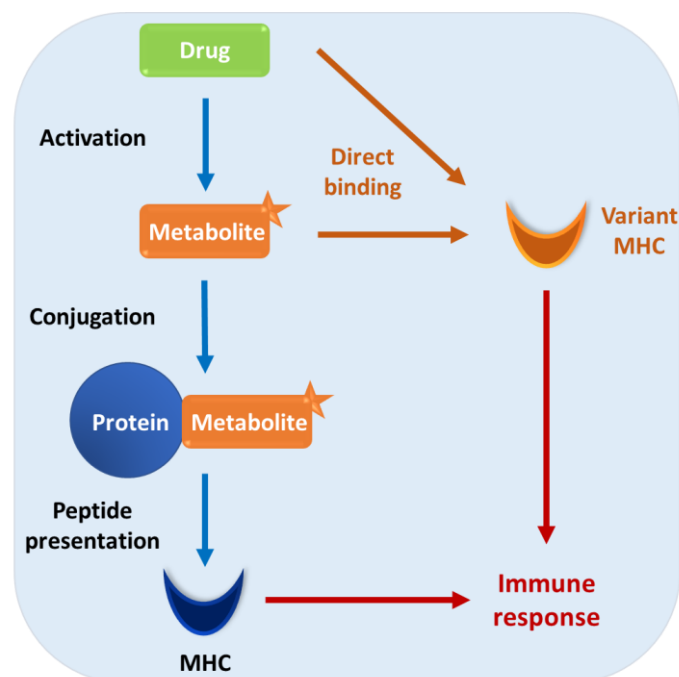 Drug
Activation
Direct
binding
Metabolite
Variant
MHC
Conjugation
Protein
Metabolite
Peptide
presentation
Immune
response
MHC